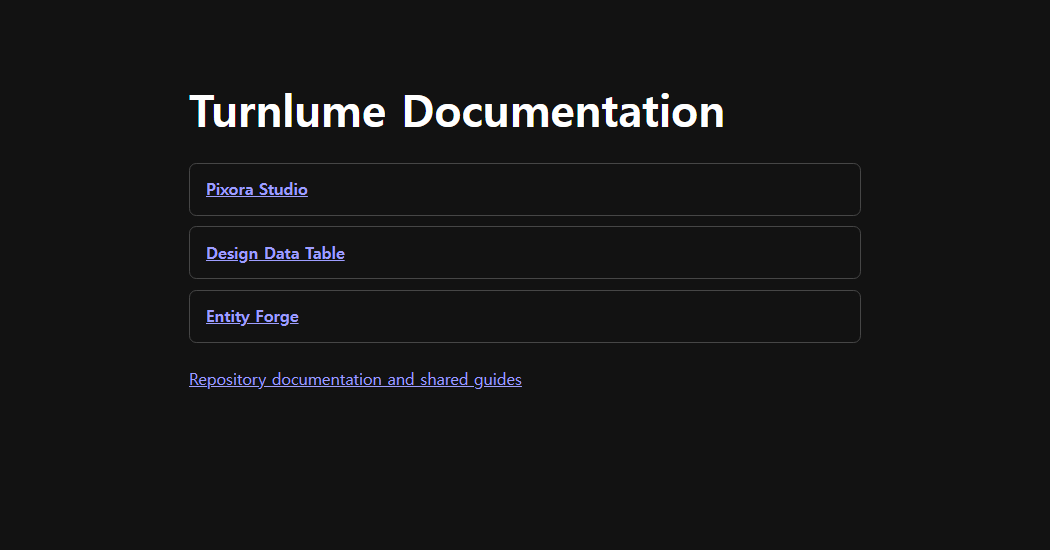 Turnlume Documentation
Pixora Studio
Design Data Table
Entity Forge
Repository documentation and shared guides